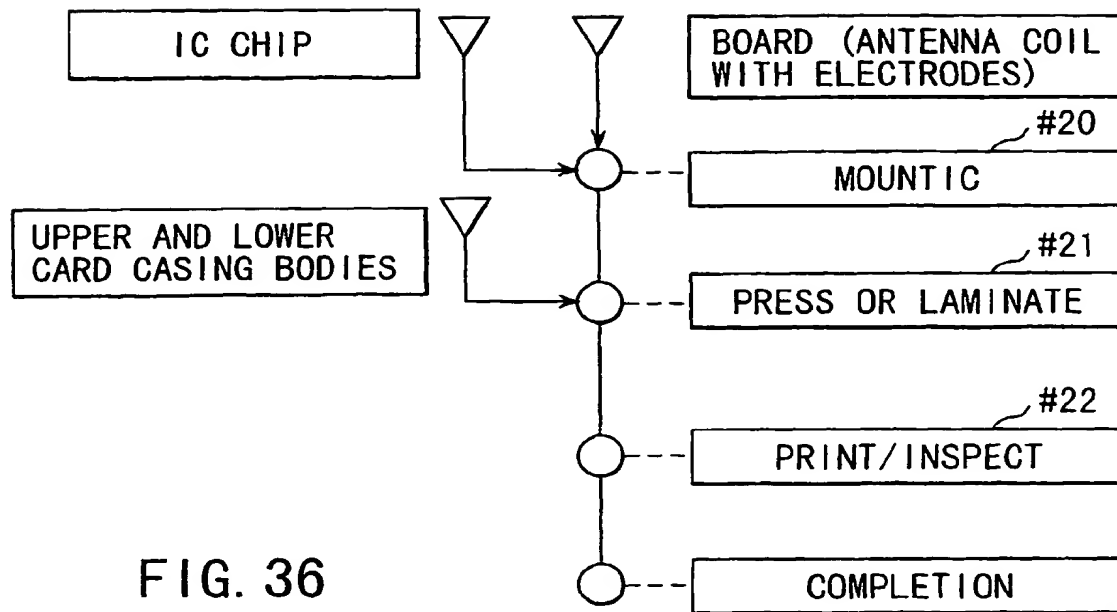 IC CHIP
BOARD (ANTENNA COIL
WITH ELECTRODES)
#20
MOUNTIC
UPPER AND LOWER
CARD CASING BODIES
#21
PRESS OR LAMINATE
#22
PRINT/INSPECT
COMPLETION
FIG. 36